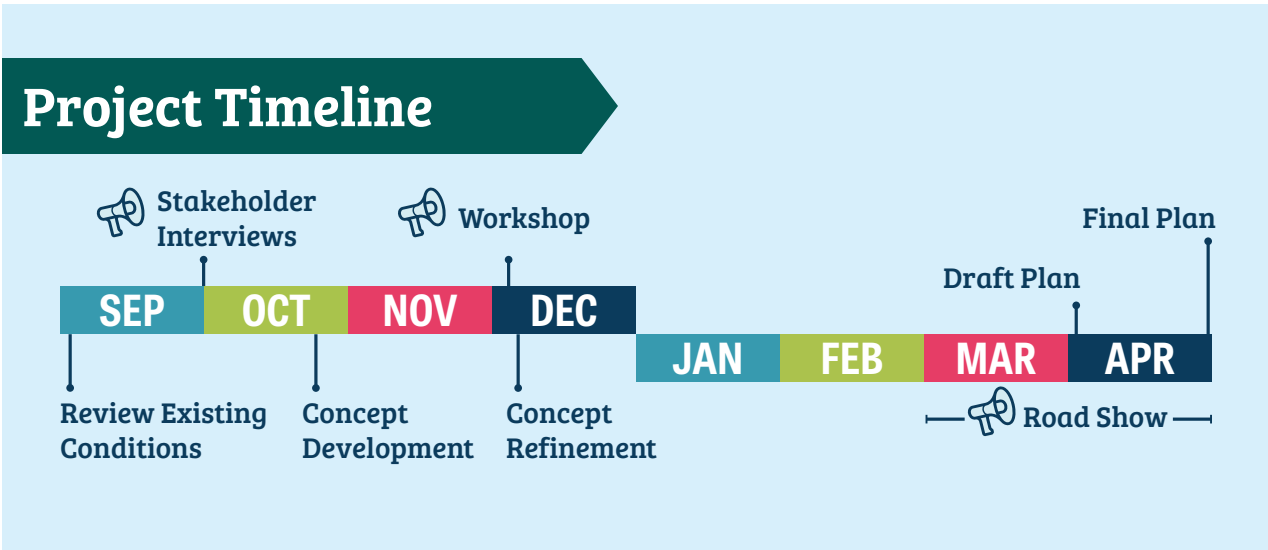 Project Timeline
Stakeholder
Interviews
Workshop
Final Plan
Draft Plan
SEP
OCT
NOV
DEC
JAN
FEB
MAR
APR
Review Existing
Conditions
Concept
Development
Concept
Refinement
Road Show